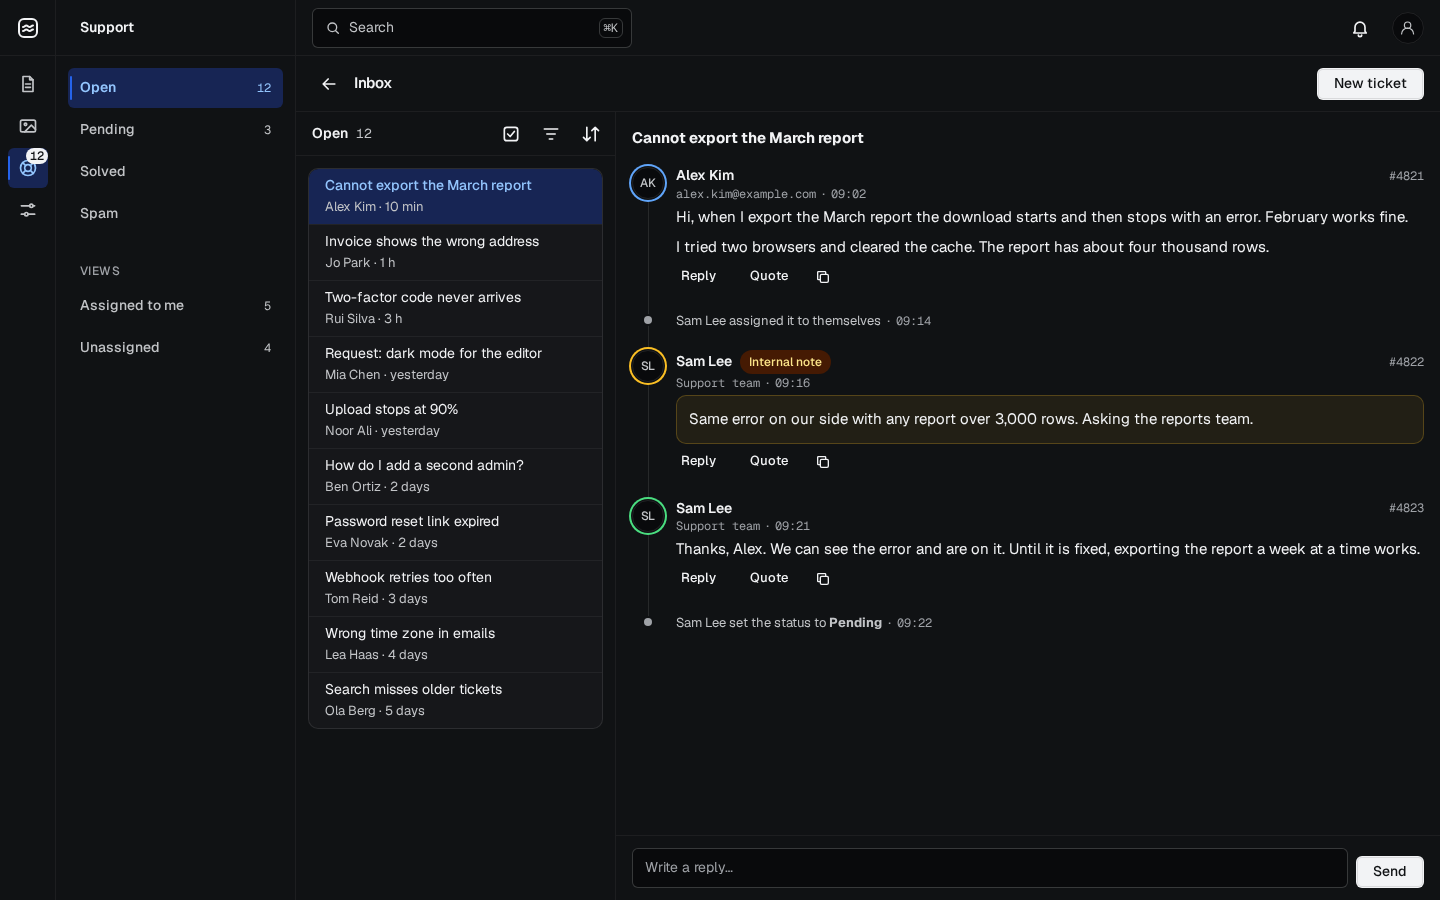 Support
Search
⌘K
12
Open 12
Pending 3
Solved
Spam
VIEWS
Assigned to me 5
Unassigned 4
Inbox
New ticket
Open 12
Cannot export the March report
Alex Kim · 10 min
Invoice shows the wrong address
Jo Park · 1 h
Two-factor code never arrives
Rui Silva · 3 h
Request: dark mode for the editor
Mia Chen · yesterday
Upload stops at 90%
Noor Ali · yesterday
How do I add a second admin?
Ben Ortiz · 2 days
Password reset link expired
Eva Novak · 2 days
Webhook retries too often
Tom Reid · 3 days
Wrong time zone in emails
Lea Haas · 4 days
Search misses older tickets
Ola Berg · 5 days
Cannot export the March report
AK
Alex Kim #4821
alex.kim@example.com · 09:02
Hi, when I export the March report the download starts and then stops with an error. February works fine.
I tried two browsers and cleared the cache. The report has about four thousand rows.
Reply Quote
Sam Lee assigned it to themselves · 09:14
SL
Sam Lee Internal note #4822
Support team · 09:16
Same error on our side with any report over 3,000 rows. Asking the reports team.
Reply Quote
SL
Sam Lee #4823
Support team · 09:21
Thanks, Alex. We can see the error and are on it. Until it is fixed, exporting the report a week at a time works.
Reply Quote
Sam Lee set the status to Pending · 09:22
Write a reply…
Send